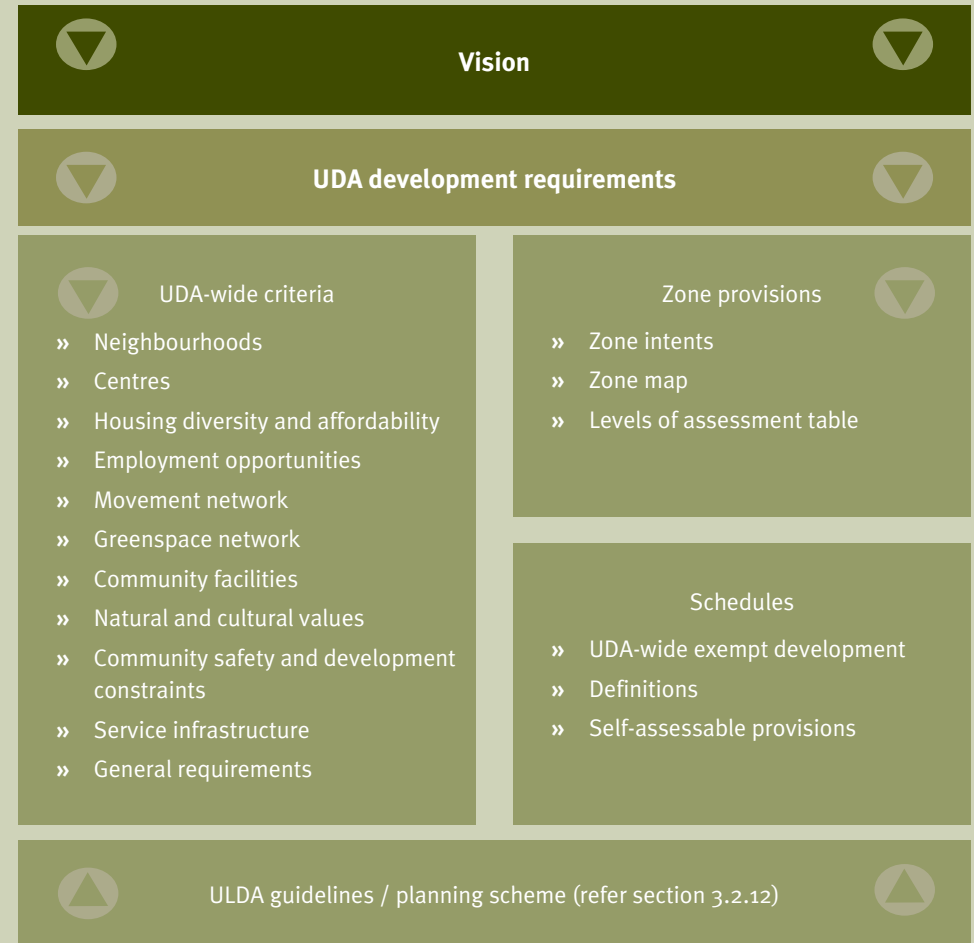 Vision
UDA development requirements
UDA-wide criteria
» Neighbourhoods
» Centres
» Housing diversity and affordability
» Employment opportunities
» Movement network
» Greenspace network
» Community facilities
» Natural and cultural values
» Community safety and development
constraints
» Service infrastructure
» General requirements
Zone provisions
» Zone intents
» Zone map
» Levels of assessment table
Schedules
» UDA-wide exempt development
» Definitions
» Self-assessable provisions
ULDA guidelines / planning scheme (refer section 3.2.12)